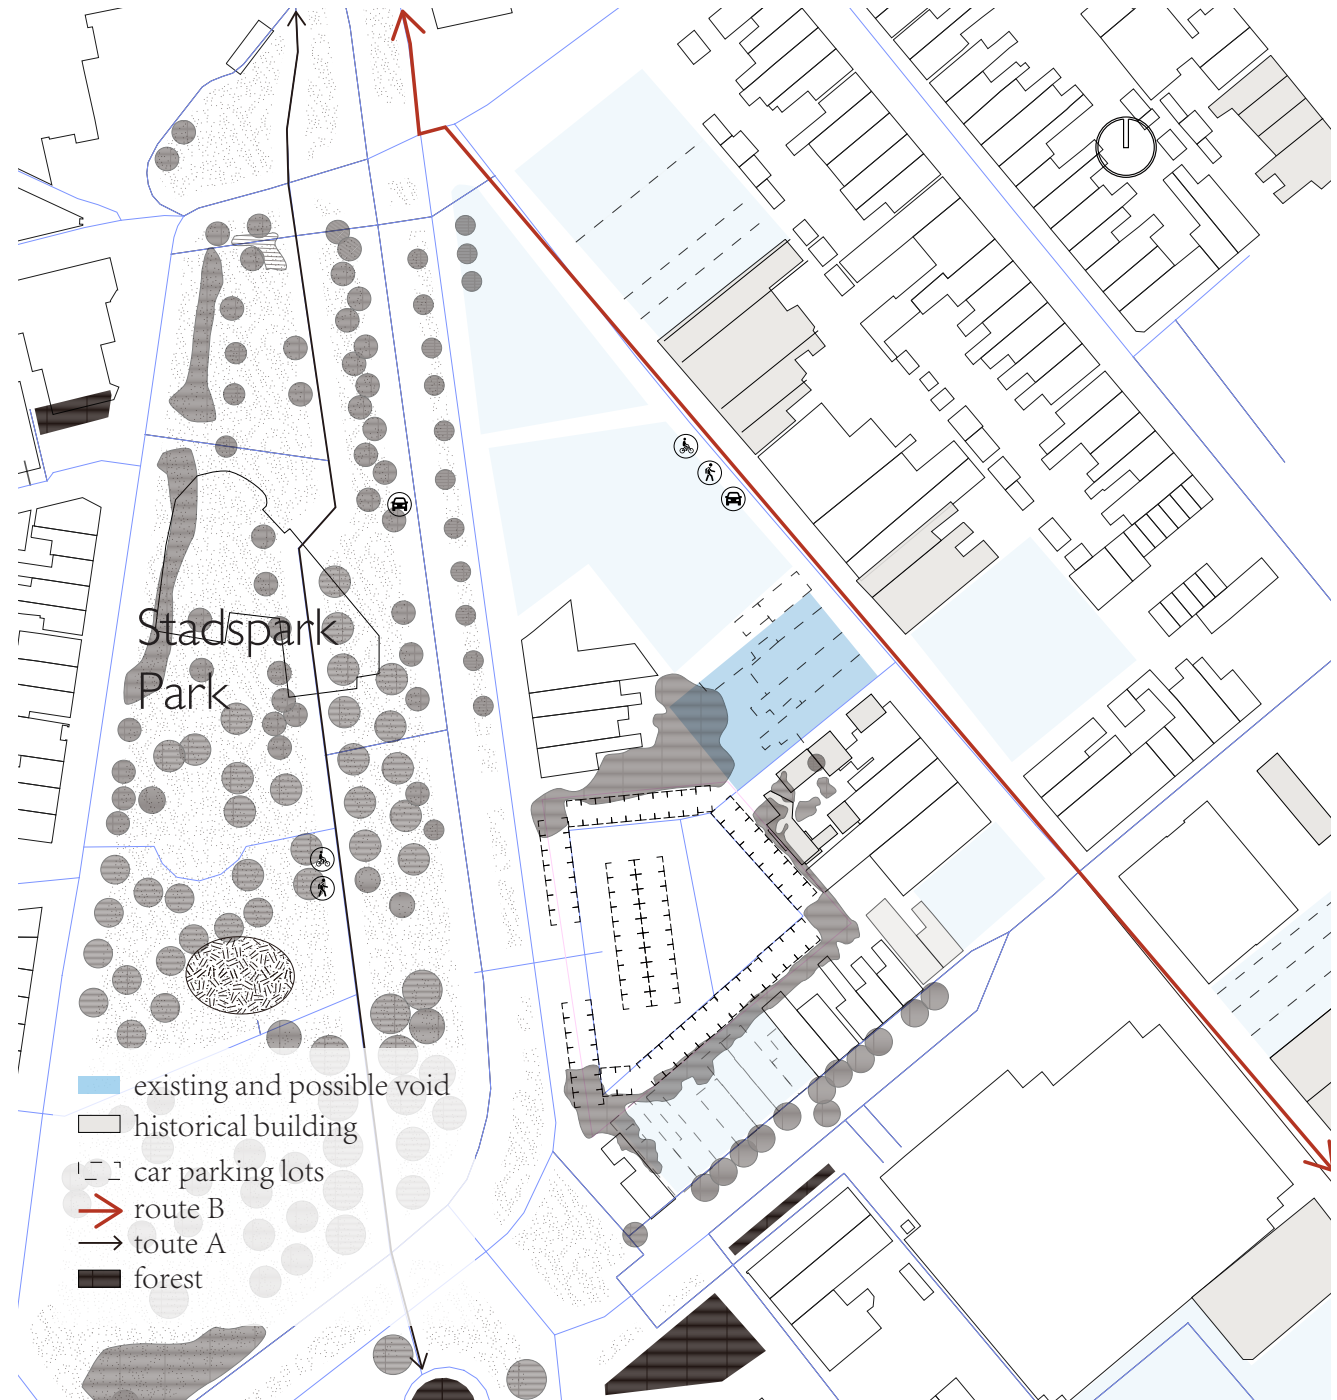 Stadspark
Park
existing and possible void
historical building
car parking lots
route B
toute A
forest